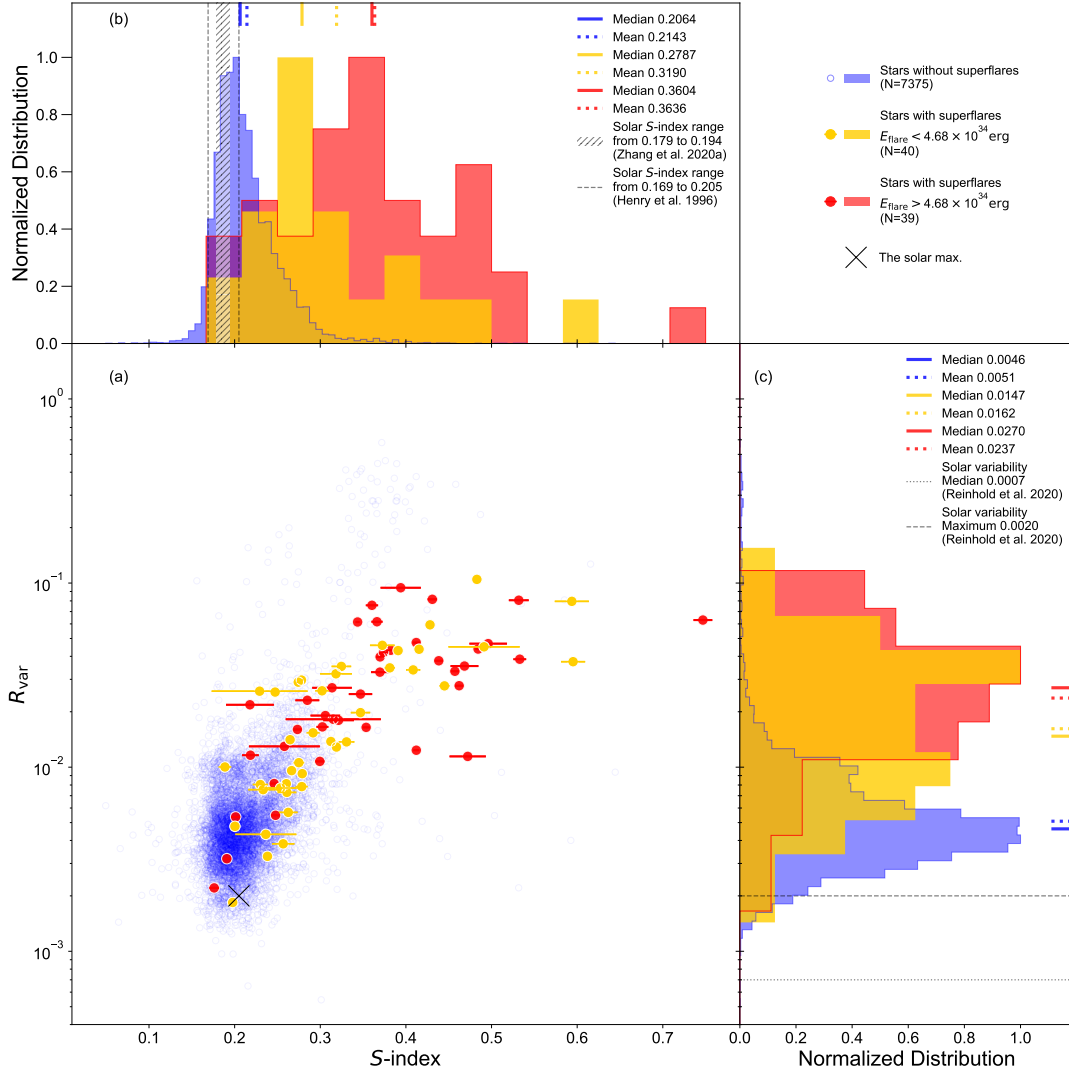 (b)
Normalized Distribution
1.0
0.8
0.6
0.4
0.2
0.0
Median 0.2064
Mean 0.2143
Median 0.2787
Mean 0.3190
Median 0.3604
Mean 0.3636
Solar S-index range
from 0.179 to 0.194
(Zhang et al. 2020a)
Solar S-index range
from 0.169 to 0.205
(Henry et al. 1996)
Stars without superflares
(N=7375)
Stars with superflares
E_flare < 4.68 × 10^34 erg
(N=40)
Stars with superflares
E_flare > 4.68 × 10^34 erg
(N=39)
The solar max.
(a)
R_var
10^0
10^−1
10^−2
10^−3
0.1 0.2 0.3 0.4 0.5 0.6 0.7
S-index
(c)
Median 0.0046
Mean 0.0051
Median 0.0147
Mean 0.0162
Median 0.0270
Mean 0.0237
Solar variability
Median 0.0007
(Reinhold et al. 2020)
Solar variability
Maximum 0.0020
(Reinhold et al. 2020)
0.0 0.2 0.4 0.6 0.8 1.0
Normalized Distribution